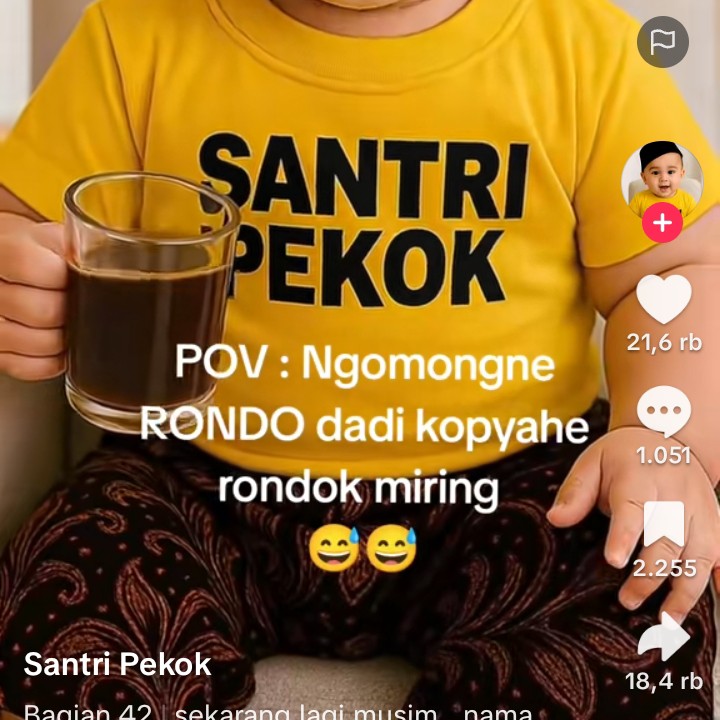 SANTRI
PEKOK
POV : Ngomongne
RONDO dadi kopyahe
rondok miring
😅😅
21,6 rb
1.051
2.255
18,4 rb
Santri Pekok
Bagian 42 sekarang lagi musim nama